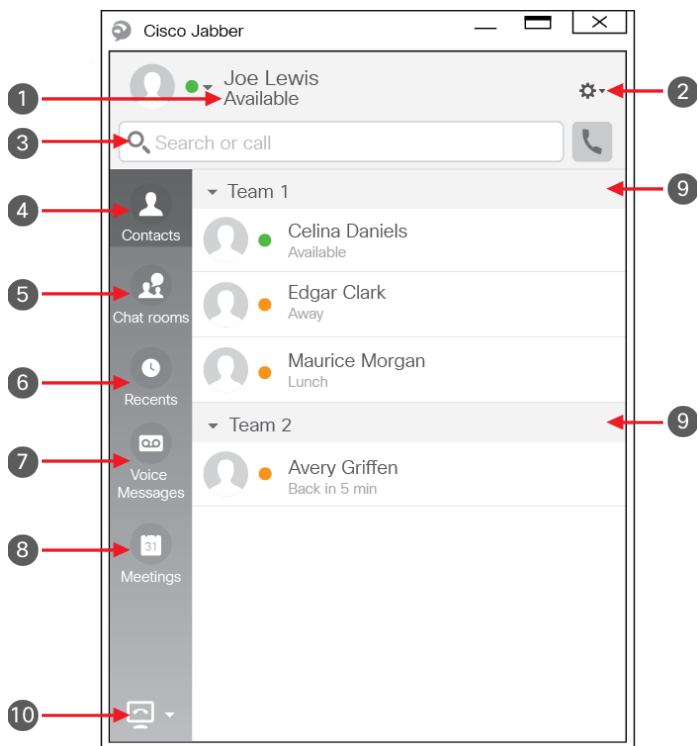 Cisco Jabber
Joe Lewis
1
Available
2
3
Search or call
4
Contacts
Team 1
9
Celina Daniels
Available
5
Chat rooms
Edgar Clark
Away
6
Recents
Maurice Morgan
Lunch
Team 2
9
7
Voice
Messages
Avery Griffen
Back in 5 min
8
31
Meetings
10